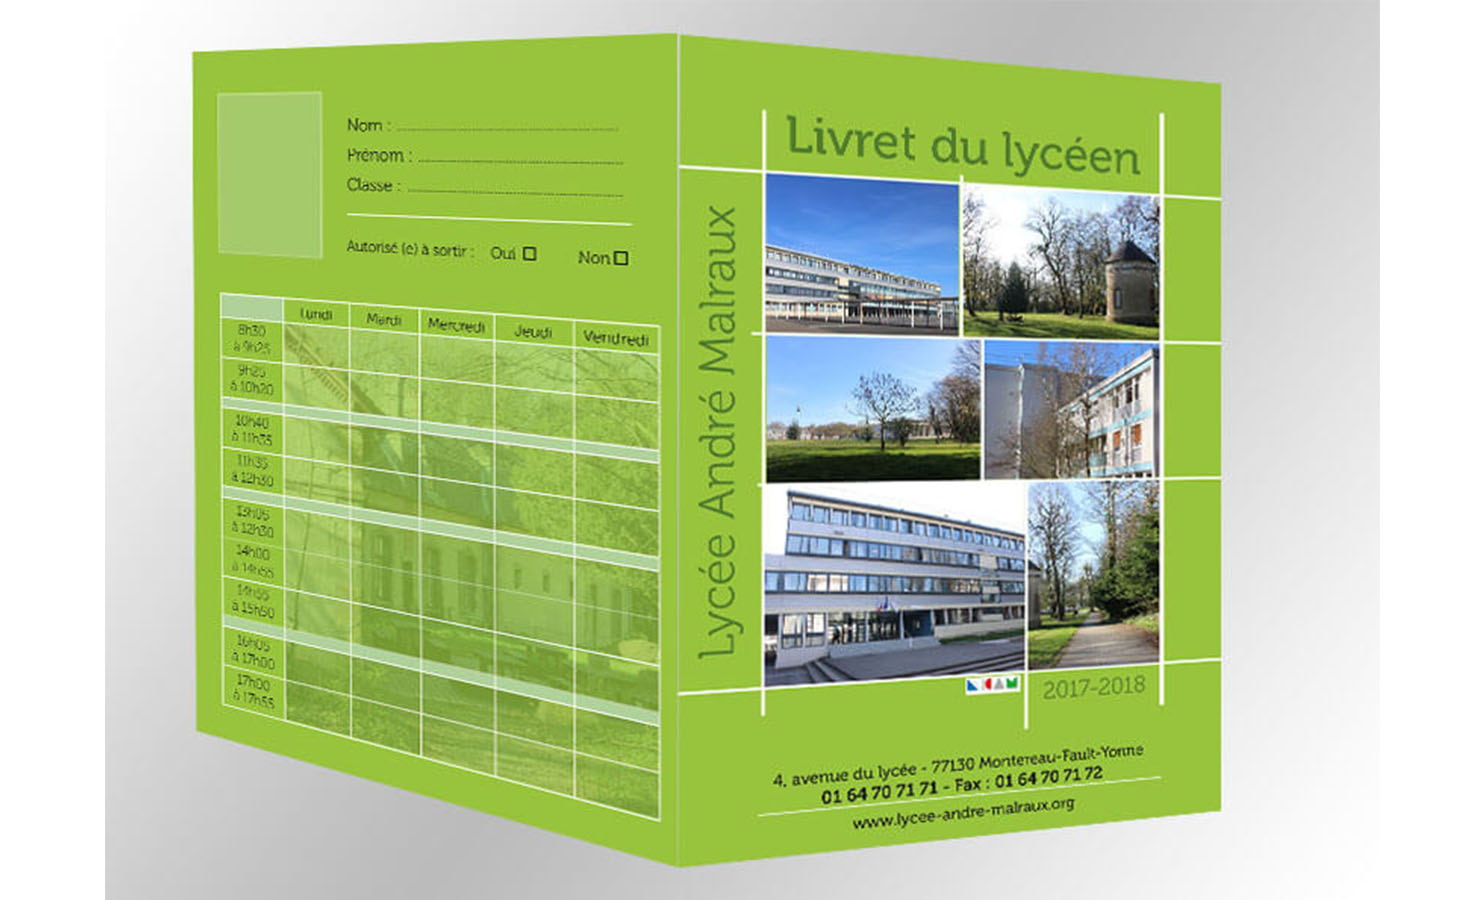 Nom :
Prénom :
Classe :
Autorisé (e) à sortir : Oui Non
Lundi Mardi Mercredi Jeudi Vendredi
8h30
à 9h25
9h25
à 10h20
10h40
à 11h35
11h35
à 12h30
13h05
à 12h30
14h00
à 14h55
14h55
à 15h50
16h05
à 17h00
17h00
à 17h55
Livret du lycéen
Lycée André Malraux
LCAM
2017-2018
4, avenue du lycée - 77130 Montereau-Fault-Yonne
01 64 70 71 71 - Fax : 01 64 70 71 72
www.lycee-andre-malraux.org